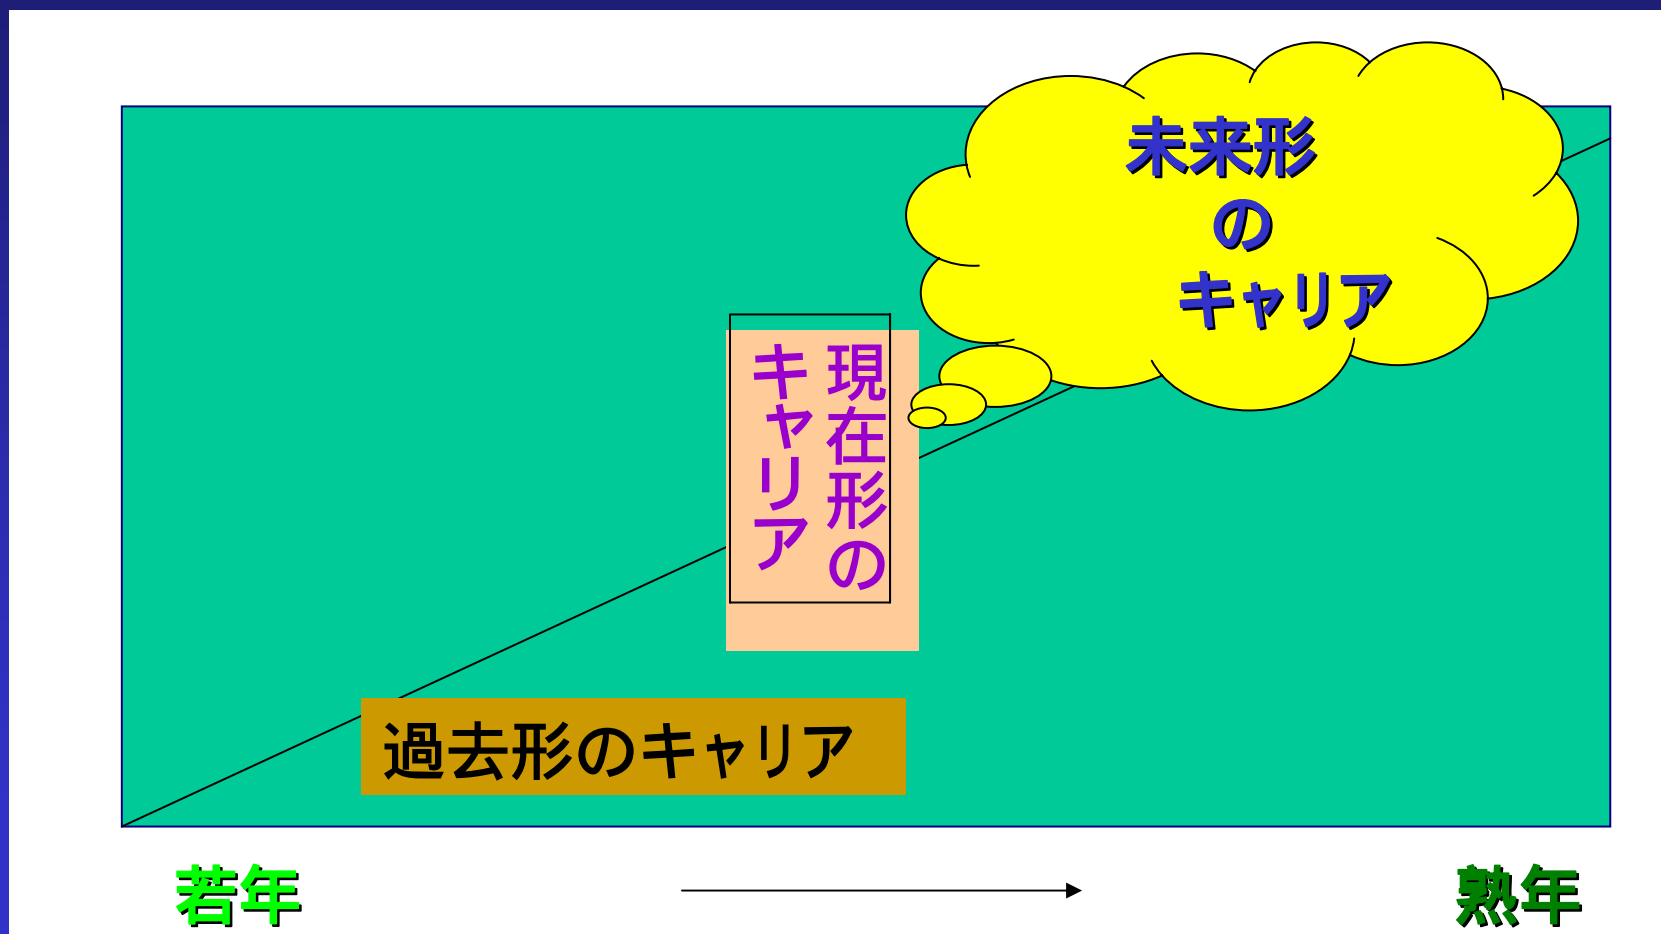 未来形
の
キャリア
現在形の
キャリア
過去形のキャリア
若年
熟年